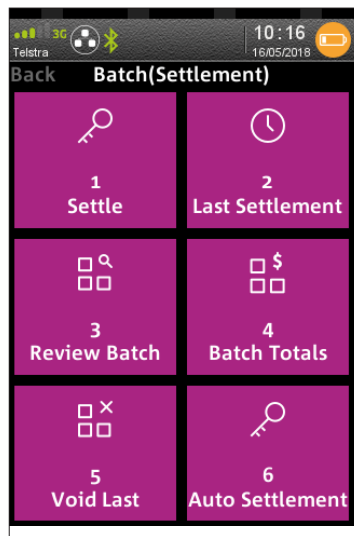 3G
10:16
Telstra
16/05/2018
Back Batch(Settlement)
1
Settle
2
Last Settlement
3
Review Batch
$
4
Batch Totals
5
Void Last
6
Auto Settlement